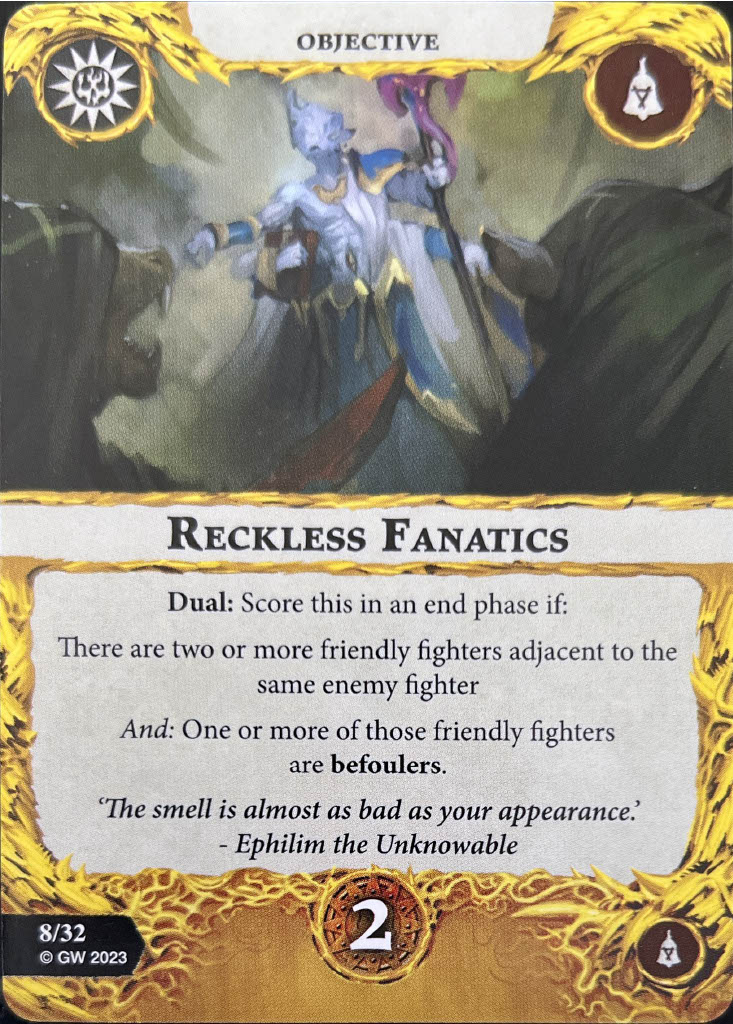 OBJECTIVE
RECKLESS FANATICS
Dual: Score this in an end phase if:
There are two or more friendly fighters adjacent to the
same enemy fighter
And: One or more of those friendly fighters
are befoulers.
‘The smell is almost as bad as your appearance.’
- Ephilim the Unknowable
2
8/32
© GW 2023